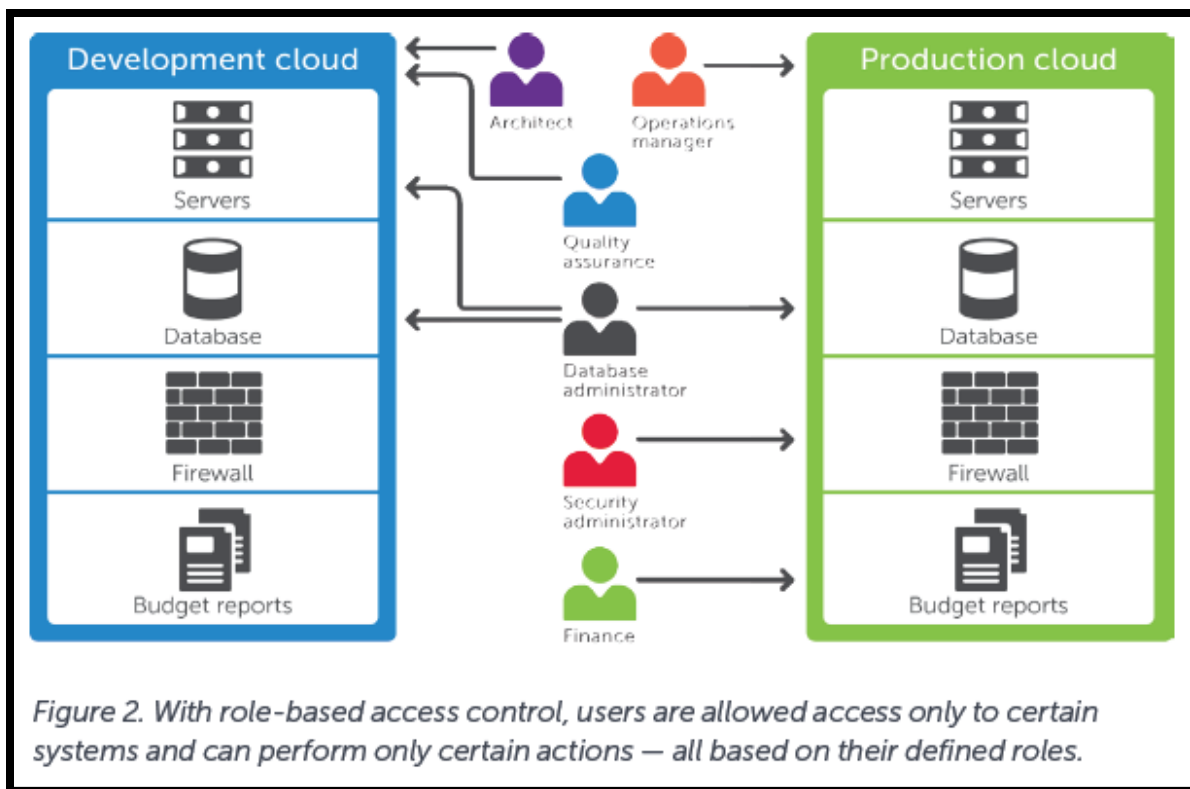 Development cloud
Servers
Database
Firewall
Budget reports
Architect
Operations
manager
Quality
assurance
Database
administrator
Security
administrator
Finance
Production cloud
Servers
Database
Firewall
Budget reports
Figure 2. With role-based access control, users are allowed access only to certain
systems and can perform only certain actions — all based on their defined roles.